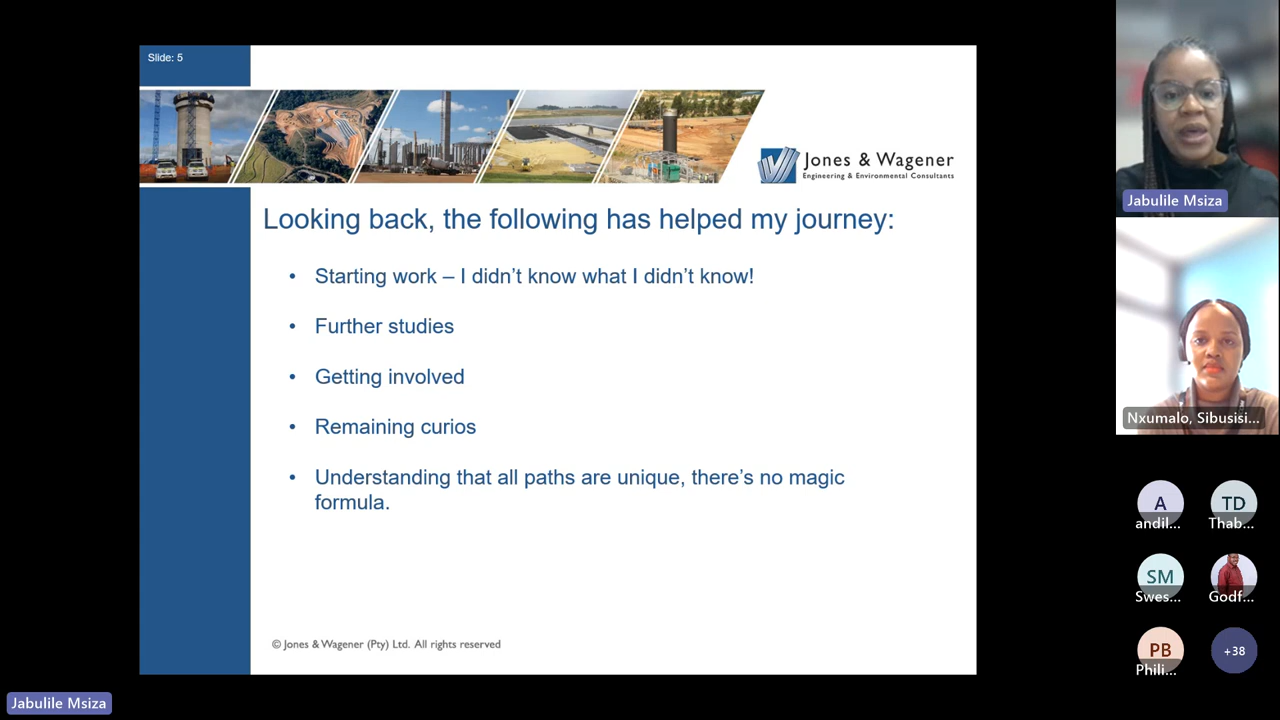 Slide: 5
Jones & Wagener
Engineering & Environmental Consultants
Looking back, the following has helped my journey:
• Starting work – I didn’t know what I didn’t know!
• Further studies
• Getting involved
• Remaining curios
• Understanding that all paths are unique, there’s no magic
formula.
© Jones & Wagener (Pty) Ltd. All rights reserved
Jabulile Msiza
Nxumalo, Sibusisi...
A
andil...
TD
Thab...
SM
Swes...
Godf...
PB
Phili...
+38
Jabulile Msiza